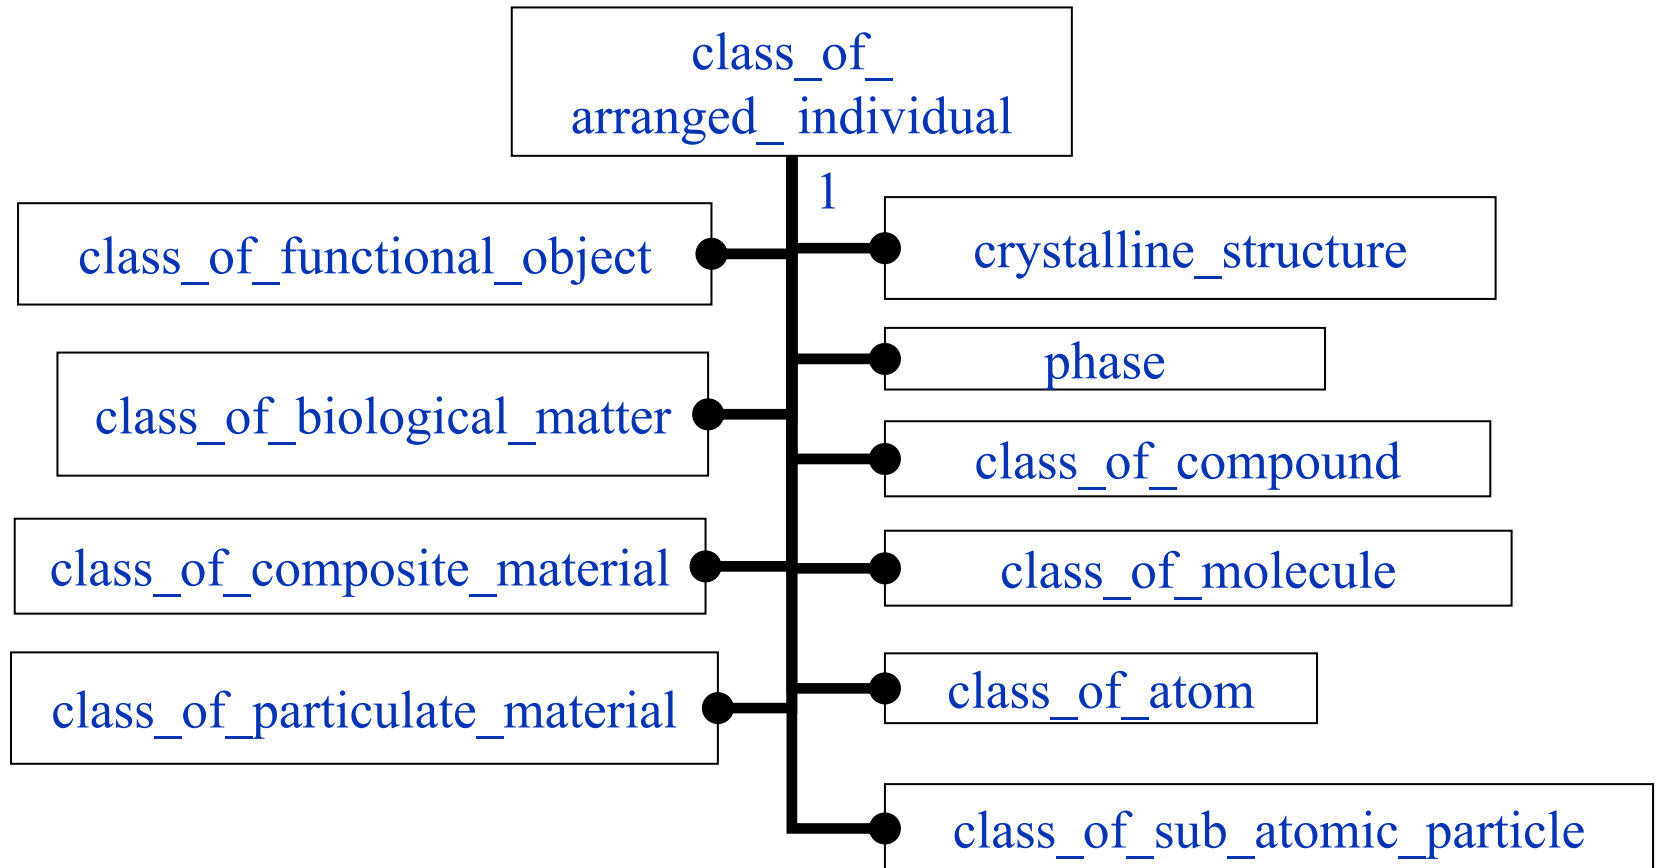 class_of_
arranged_ individual
1
class_of_functional_object
crystalline_structure
phase
class_of_biological_matter
class_of_compound
class_of_composite_material
class_of_molecule
class_of_particulate_material
class_of_atom
class_of_sub_atomic_particle